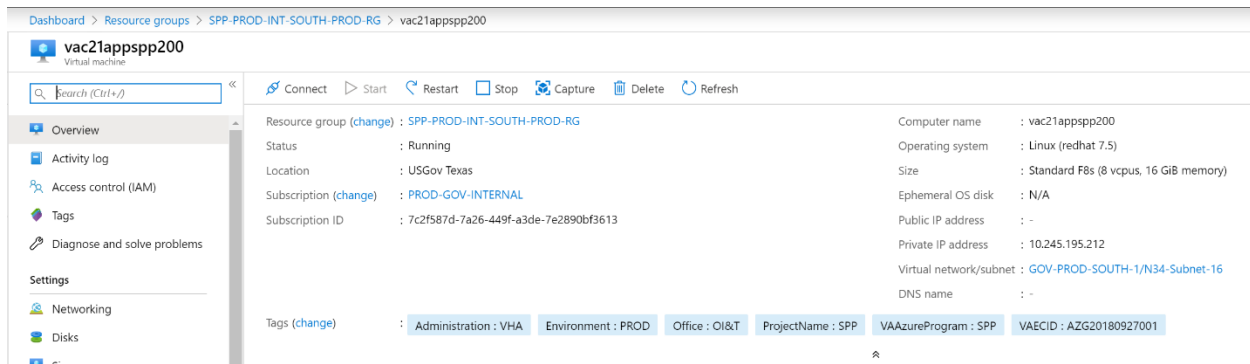 Dashboard > Resource groups > SPP-PROD-INT-SOUTH-PROD-RG > vac21appspp200
vac21appspp200
Virtual machine
Search (Ctrl+/)
«
Overview
Activity log
Access control (IAM)
Tags
Diagnose and solve problems
Settings
Networking
Disks
Connect Start Restart Stop Capture Delete Refresh
Resource group (change) : SPP-PROD-INT-SOUTH-PROD-RG
Status : Running
Location : USGov Texas
Subscription (change) : PROD-GOV-INTERNAL
Subscription ID : 7c2f587d-7a26-449f-a3de-7e2890bf3613
Computer name : vac21appspp200
Operating system : Linux (redhat 7.5)
Size : Standard F8s (8 vcpus, 16 GiB memory)
Ephemeral OS disk : N/A
Public IP address : -
Private IP address : 10.245.195.212
Virtual network/subnet : GOV-PROD-SOUTH-1/N34-Subnet-16
DNS name : -
Tags (change) : Administration : VHA Environment : PROD Office : OI&T ProjectName : SPP VAAzureProgram : SPP VAECID : AZG20180927001